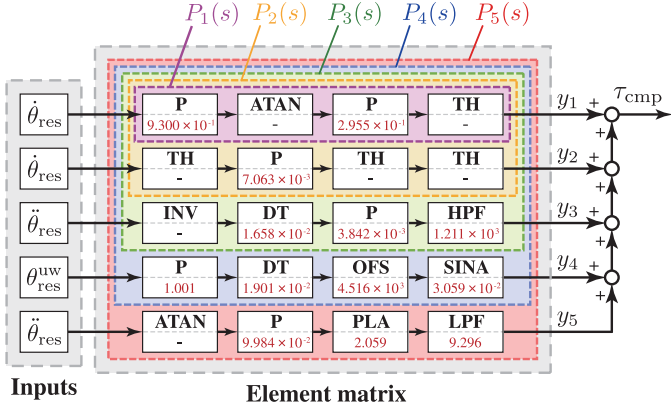 P₁(s) P₂(s) P₃(s) P₄(s) P₅(s)
θ̇res P 9.300 × 10⁻¹ ATAN - P 2.955 × 10⁻¹ TH - y₁ + τcmp
+
θ̇res TH - P 7.063 × 10⁻³ TH - TH - y₂ +
+
θ̈res INV - DT 1.658 × 10⁻² P 3.842 × 10⁻³ HPF 1.211 × 10³ y₃ +
+
θresᵘʷ P 1.001 DT 1.901 × 10⁻² OFS 4.516 × 10³ SINA 3.059 × 10⁻² y₄ +
+
θ̈res ATAN - P 9.984 × 10⁻² PLA 2.059 LPF 9.296 y₅
Inputs Element matrix